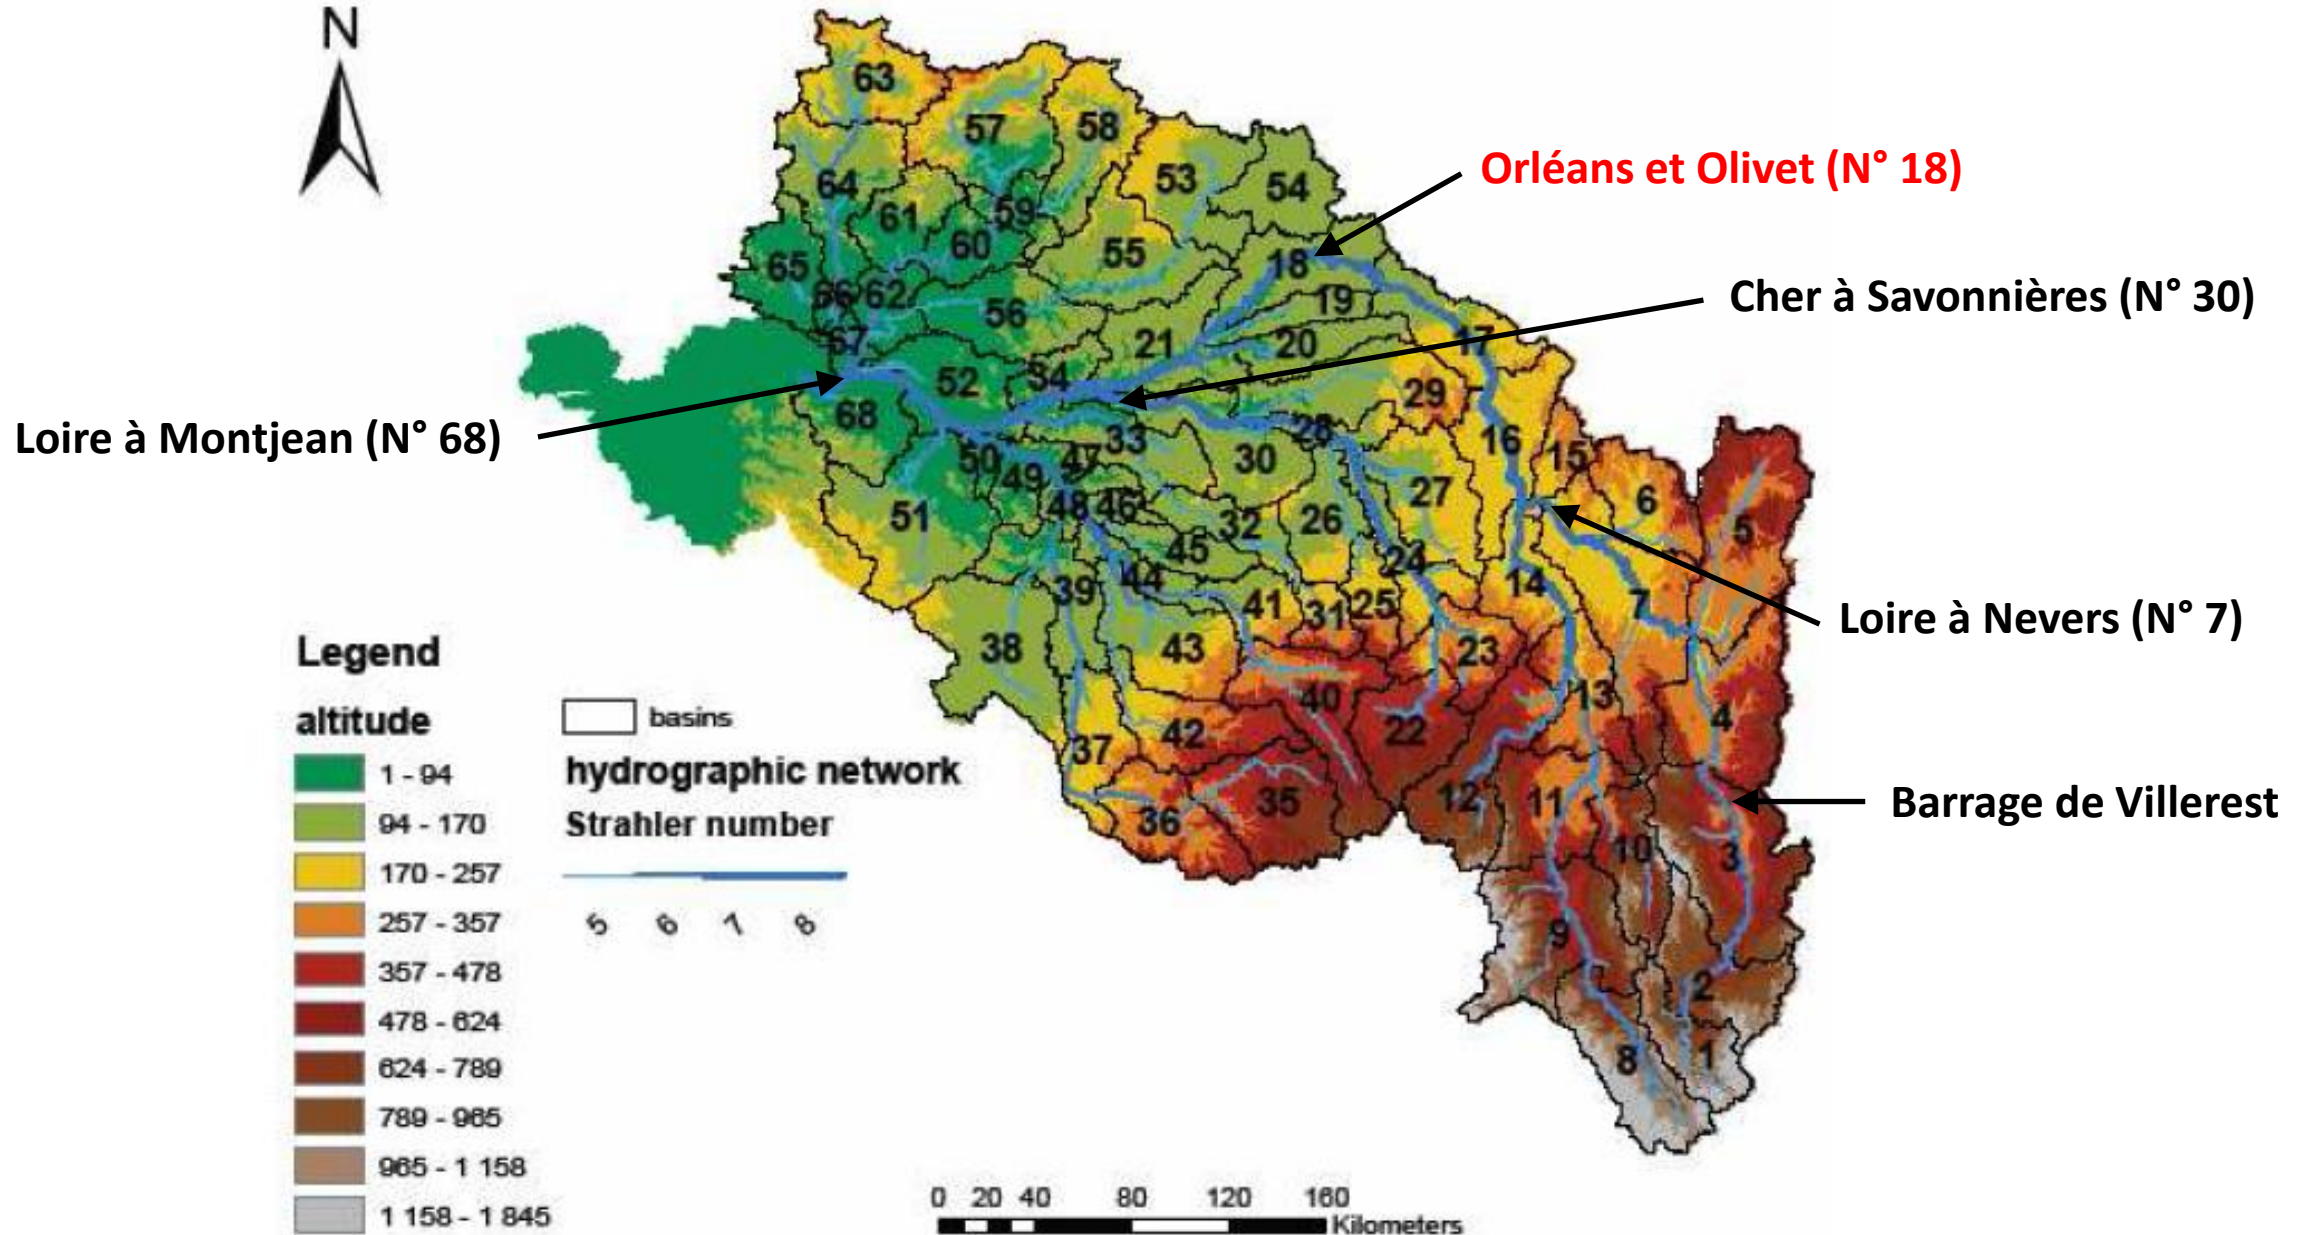 N
63
57
58
53
54
Orléans et Olivet (N° 18)
64
61
59
60
55
65
18
66
62
19
Cher à Savonnières (N° 30)
56
67
21
20
17
52
34
29
68
Loire à Montjean (N° 68)
33
28
16
15
50
49
47
30
27
6
5
48
46
51
32
26
45
24
44
39
14
41
31
25
7
Loire à Nevers (N° 7)
38
43
23
40
13
4
42
22
37
Barrage de Villerest
35
12
11
36
10
3
9
2
8
1
Legend
altitude
1 - 94
94 - 170
170 - 257
257 - 357
357 - 478
478 - 624
624 - 789
789 - 965
965 - 1 158
1 158 - 1 845
basins
hydrographic network
Strahler number
5 6 7 8
0 20 40 80 120 160
Kilometers